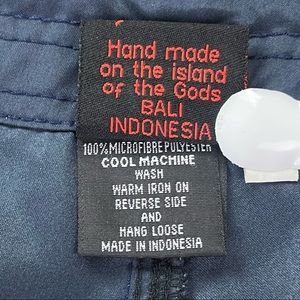 Hand made
on the island
of the Gods
BALI
INDONESIA
100% MICROFIBRE POLYESTER
COOL MACHINE
WASH
WARM IRON ON
REVERSE SIDE
AND
HANG LOOSE
MADE IN INDONESIA